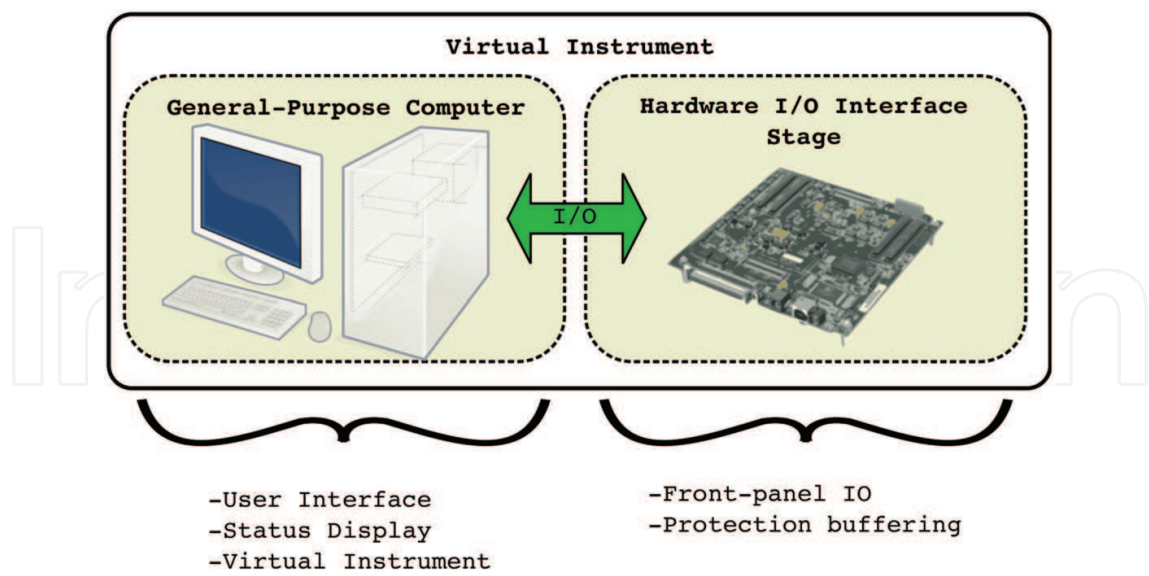 Virtual Instrument
General-Purpose Computer
Hardware I/O Interface
Stage
I/O
-User Interface
-Status Display
-Virtual Instrument
-Front-panel IO
-Protection buffering